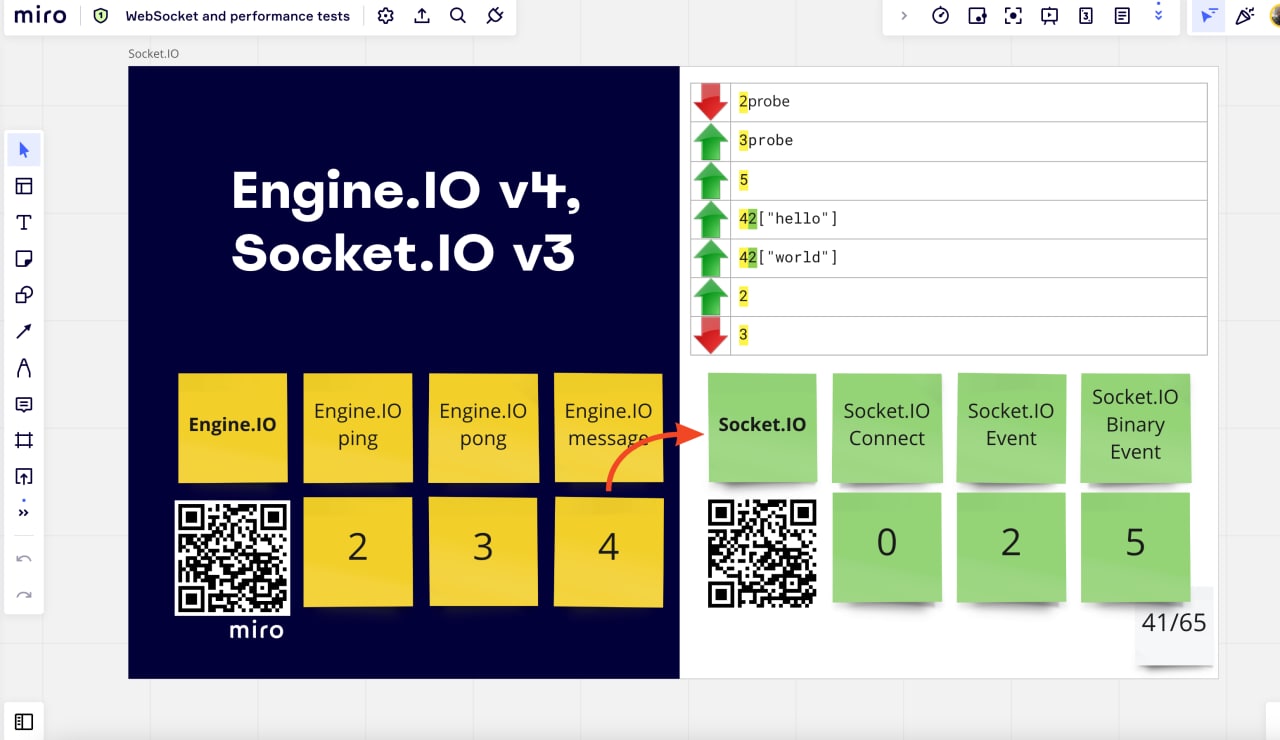 miro
1
WebSocket and performance tests
3
Socket.IO
Engine.IO v4,
Socket.IO v3
2probe
3probe
5
42["hello"]
42["world"]
2
3
Engine.IO
Engine.IO
ping
Engine.IO
pong
Engine.IO
message
2
3
4
miro
Socket.IO
Socket.IO
Connect
Socket.IO
Event
Socket.IO
Binary
Event
0
2
5
41/65